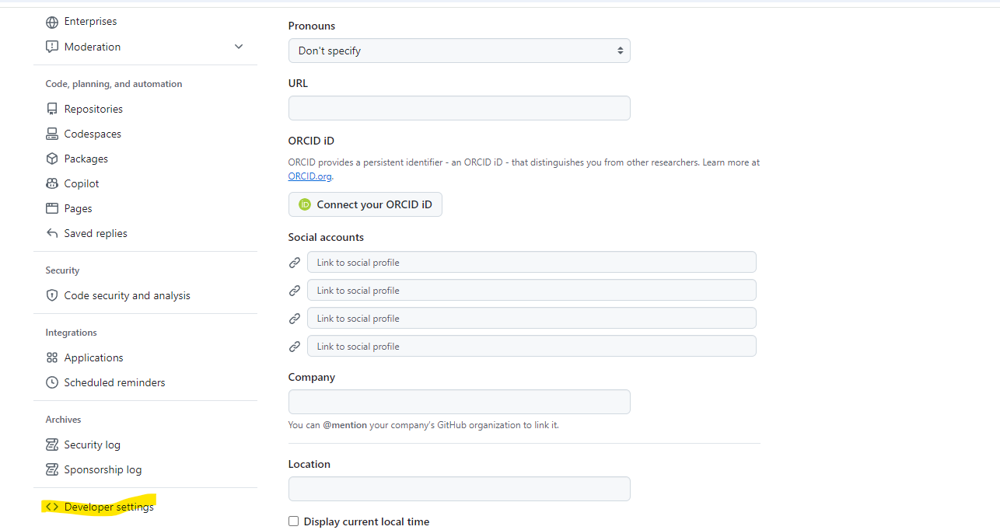 Enterprises
Moderation
Code, planning, and automation
Repositories
Codespaces
Packages
Copilot
Pages
Saved replies
Security
Code security and analysis
Integrations
Applications
Scheduled reminders
Archives
Security log
Sponsorship log
Developer settings
Pronouns
Don't specify
URL
ORCID iD
ORCID provides a persistent identifier - an ORCID iD - that distinguishes you from other researchers. Learn more at
ORCID.org.
iD Connect your ORCID iD
Social accounts
Link to social profile
Link to social profile
Link to social profile
Link to social profile
Company
You can @mention your company's GitHub organization to link it.
Location
Display current local time